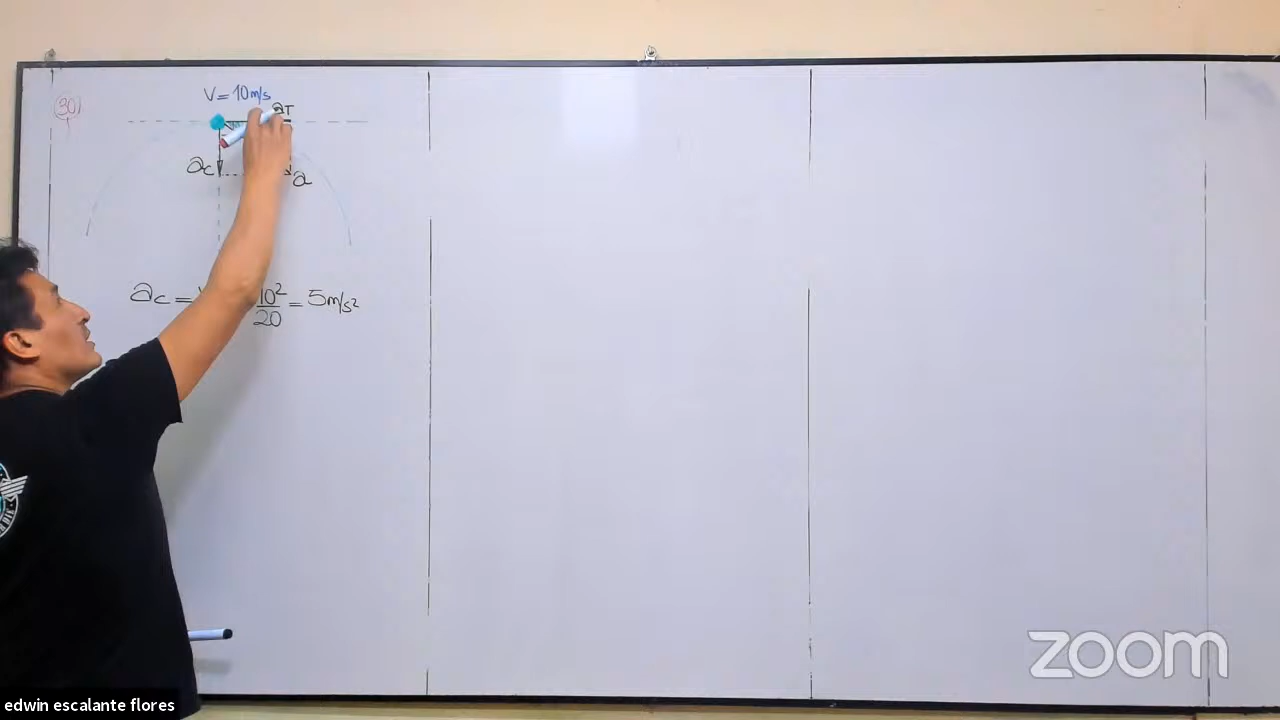 30)
V = 10m/s
aT
ac
a
ac = 10²/20 = 5m/s²
zoom
edwin escalante flores